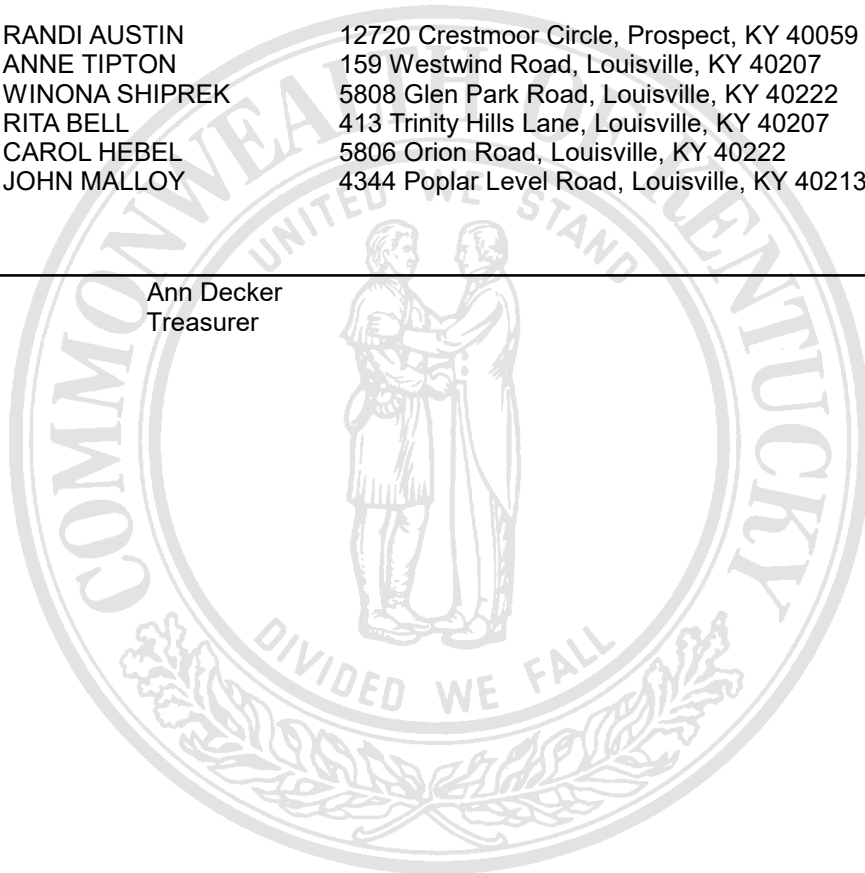 RANDI AUSTIN 12720 Crestmoor Circle, Prospect, KY 40059
ANNE TIPTON 159 Westwind Road, Louisville, KY 40207
WINONA SHIPREK 5808 Glen Park Road, Louisville, KY 40222
RITA BELL 413 Trinity Hills Lane, Louisville, KY 40207
CAROL HEBEL 5806 Orion Road, Louisville, KY 40222
JOHN MALLOY 4344 Poplar Level Road, Louisville, KY 40213
Ann Decker
Treasurer
COMMONWEALTH OF KENTUCKY
UNITED WE STAND
DIVIDED WE FALL